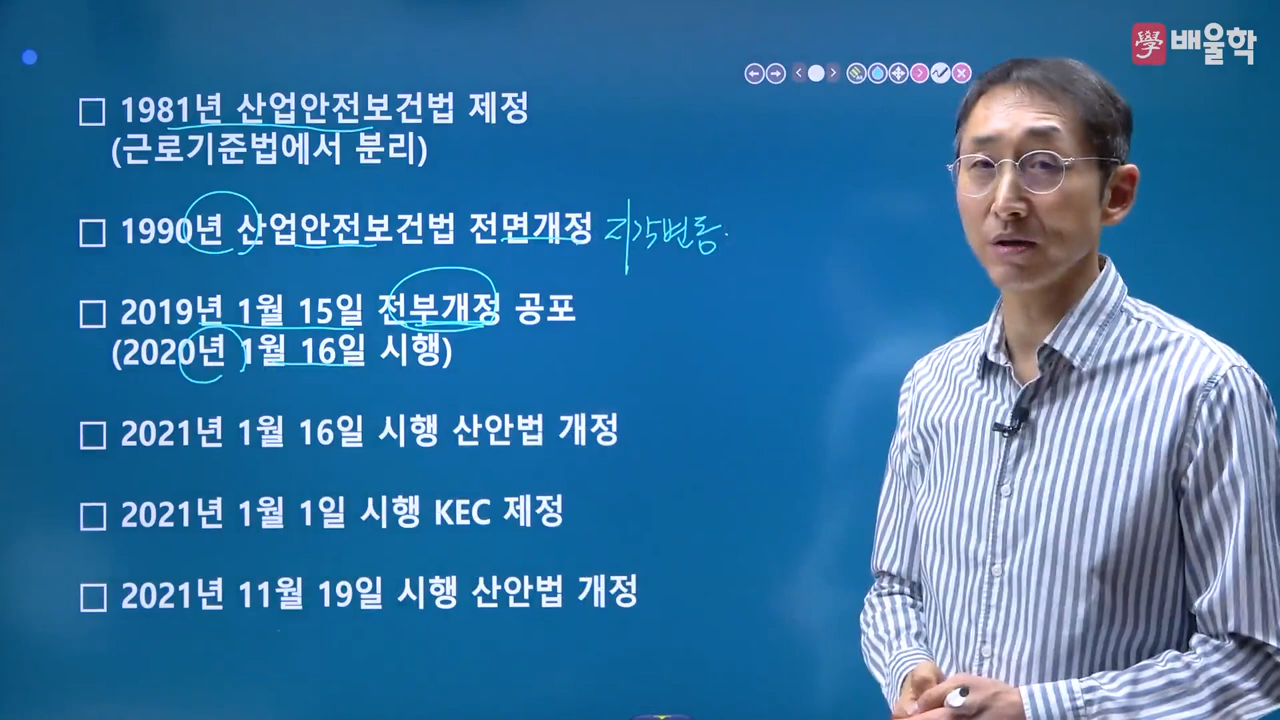 學 배울학
□ 1981년 산업안전보건법 제정
(근로기준법에서 분리)
□ 1990년 산업안전보건법 전면개정 지각변동.
□ 2019년 1월 15일 전부개정 공포
(2020년 1월 16일 시행)
□ 2021년 1월 16일 시행 산안법 개정
□ 2021년 1월 1일 시행 KEC 제정
□ 2021년 11월 19일 시행 산안법 개정